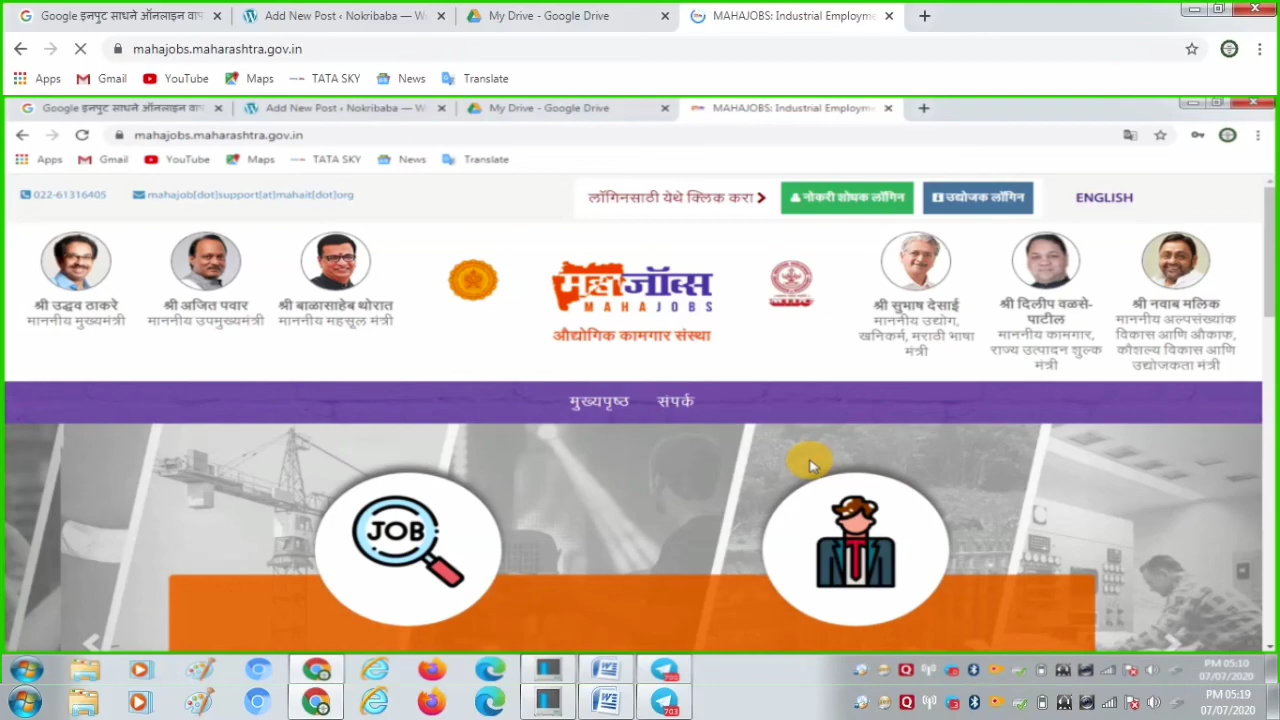 Google इनपुट साधने ऑनलाइन वाप
Add New Post ‹ Nokribaba — W
My Drive - Google Drive
MAHAJOBS: Industrial Employme
mahajobs.maharashtra.gov.in
Apps Gmail YouTube Maps TATA SKY News Translate
Google इनपुट साधने ऑनलाइन वाप
Add New Post ‹ Nokribaba — W
My Drive - Google Drive
MAHAJOBS: Industrial Employme
mahajobs.maharashtra.gov.in
Apps Gmail YouTube Maps TATA SKY News Translate
022-61316405 mahajob[dot]support[at]mahait[dot]org
लॉगिनसाठी येथे क्लिक करा
नोकरी शोधक लॉगिन
उद्योजक लॉगिन
ENGLISH
श्री उद्धव ठाकरे
माननीय मुख्यमंत्री
श्री अजित पवार
माननीय उपमुख्यमंत्री
श्री बाळासाहेब थोरात
माननीय महसूल मंत्री
महाजॉब्स
MAHAJOBS
औद्योगिक कामगार संस्था
श्री सुभाष देसाई
माननीय उद्योग,
खनिकर्म, मराठी भाषा
मंत्री
श्री दिलीप वळसे-
पाटील
माननीय कामगार,
राज्य उत्पादन शुल्क
मंत्री
श्री नवाब मलिक
माननीय अल्पसंख्यांक
विकास आणि औकाफ,
कौशल्य विकास आणि
उद्योजकता मंत्री
मुख्यपृष्ठ संपर्क
JOB
PM 05:10
07/07/2020
703
PM 05:19
07/07/2020